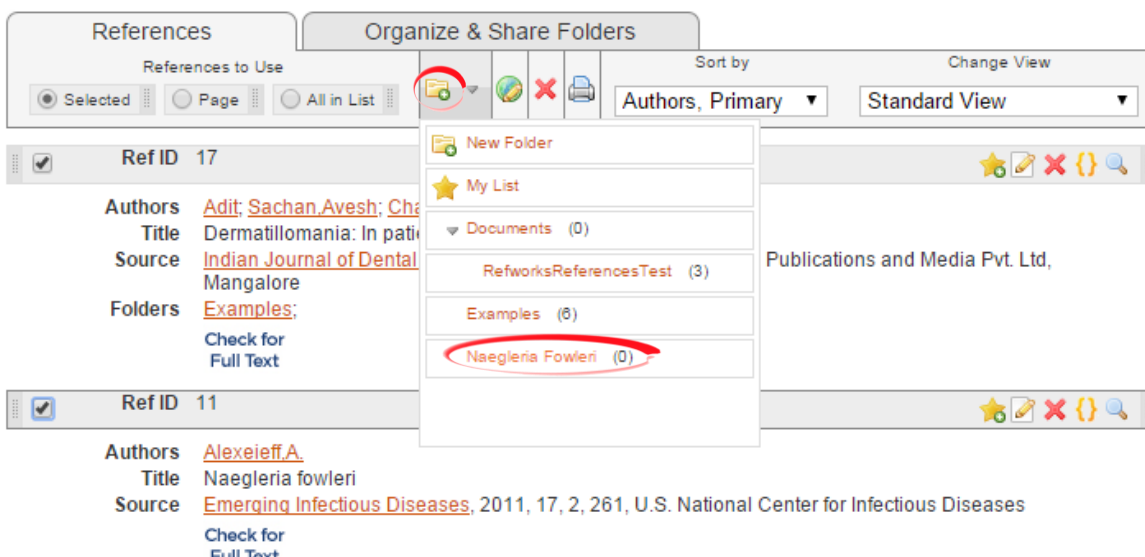 References
Organize & Share Folders
References to Use
Sort by
Change View
Selected
Page
All in List
Authors, Primary
Standard View
New Folder
My List
Documents (0)
RefworksReferencesTest (3)
Examples (6)
Naegleria Fowleri (0)
Ref ID 17
Authors Adit; Sachan,Avesh;
Title Dermatillomania: In
Source Indian Journal of Dental Publications and Media Pvt. Ltd,
Mangalore
Folders Examples;
Check for
Full Text
Ref ID 11
Authors Alexeieff,A.
Title Naegleria fowleri
Source Emerging Infectious Diseases, 2011, 17, 2, 261, U.S. National Center for Infectious Diseases
Check for
Full Text